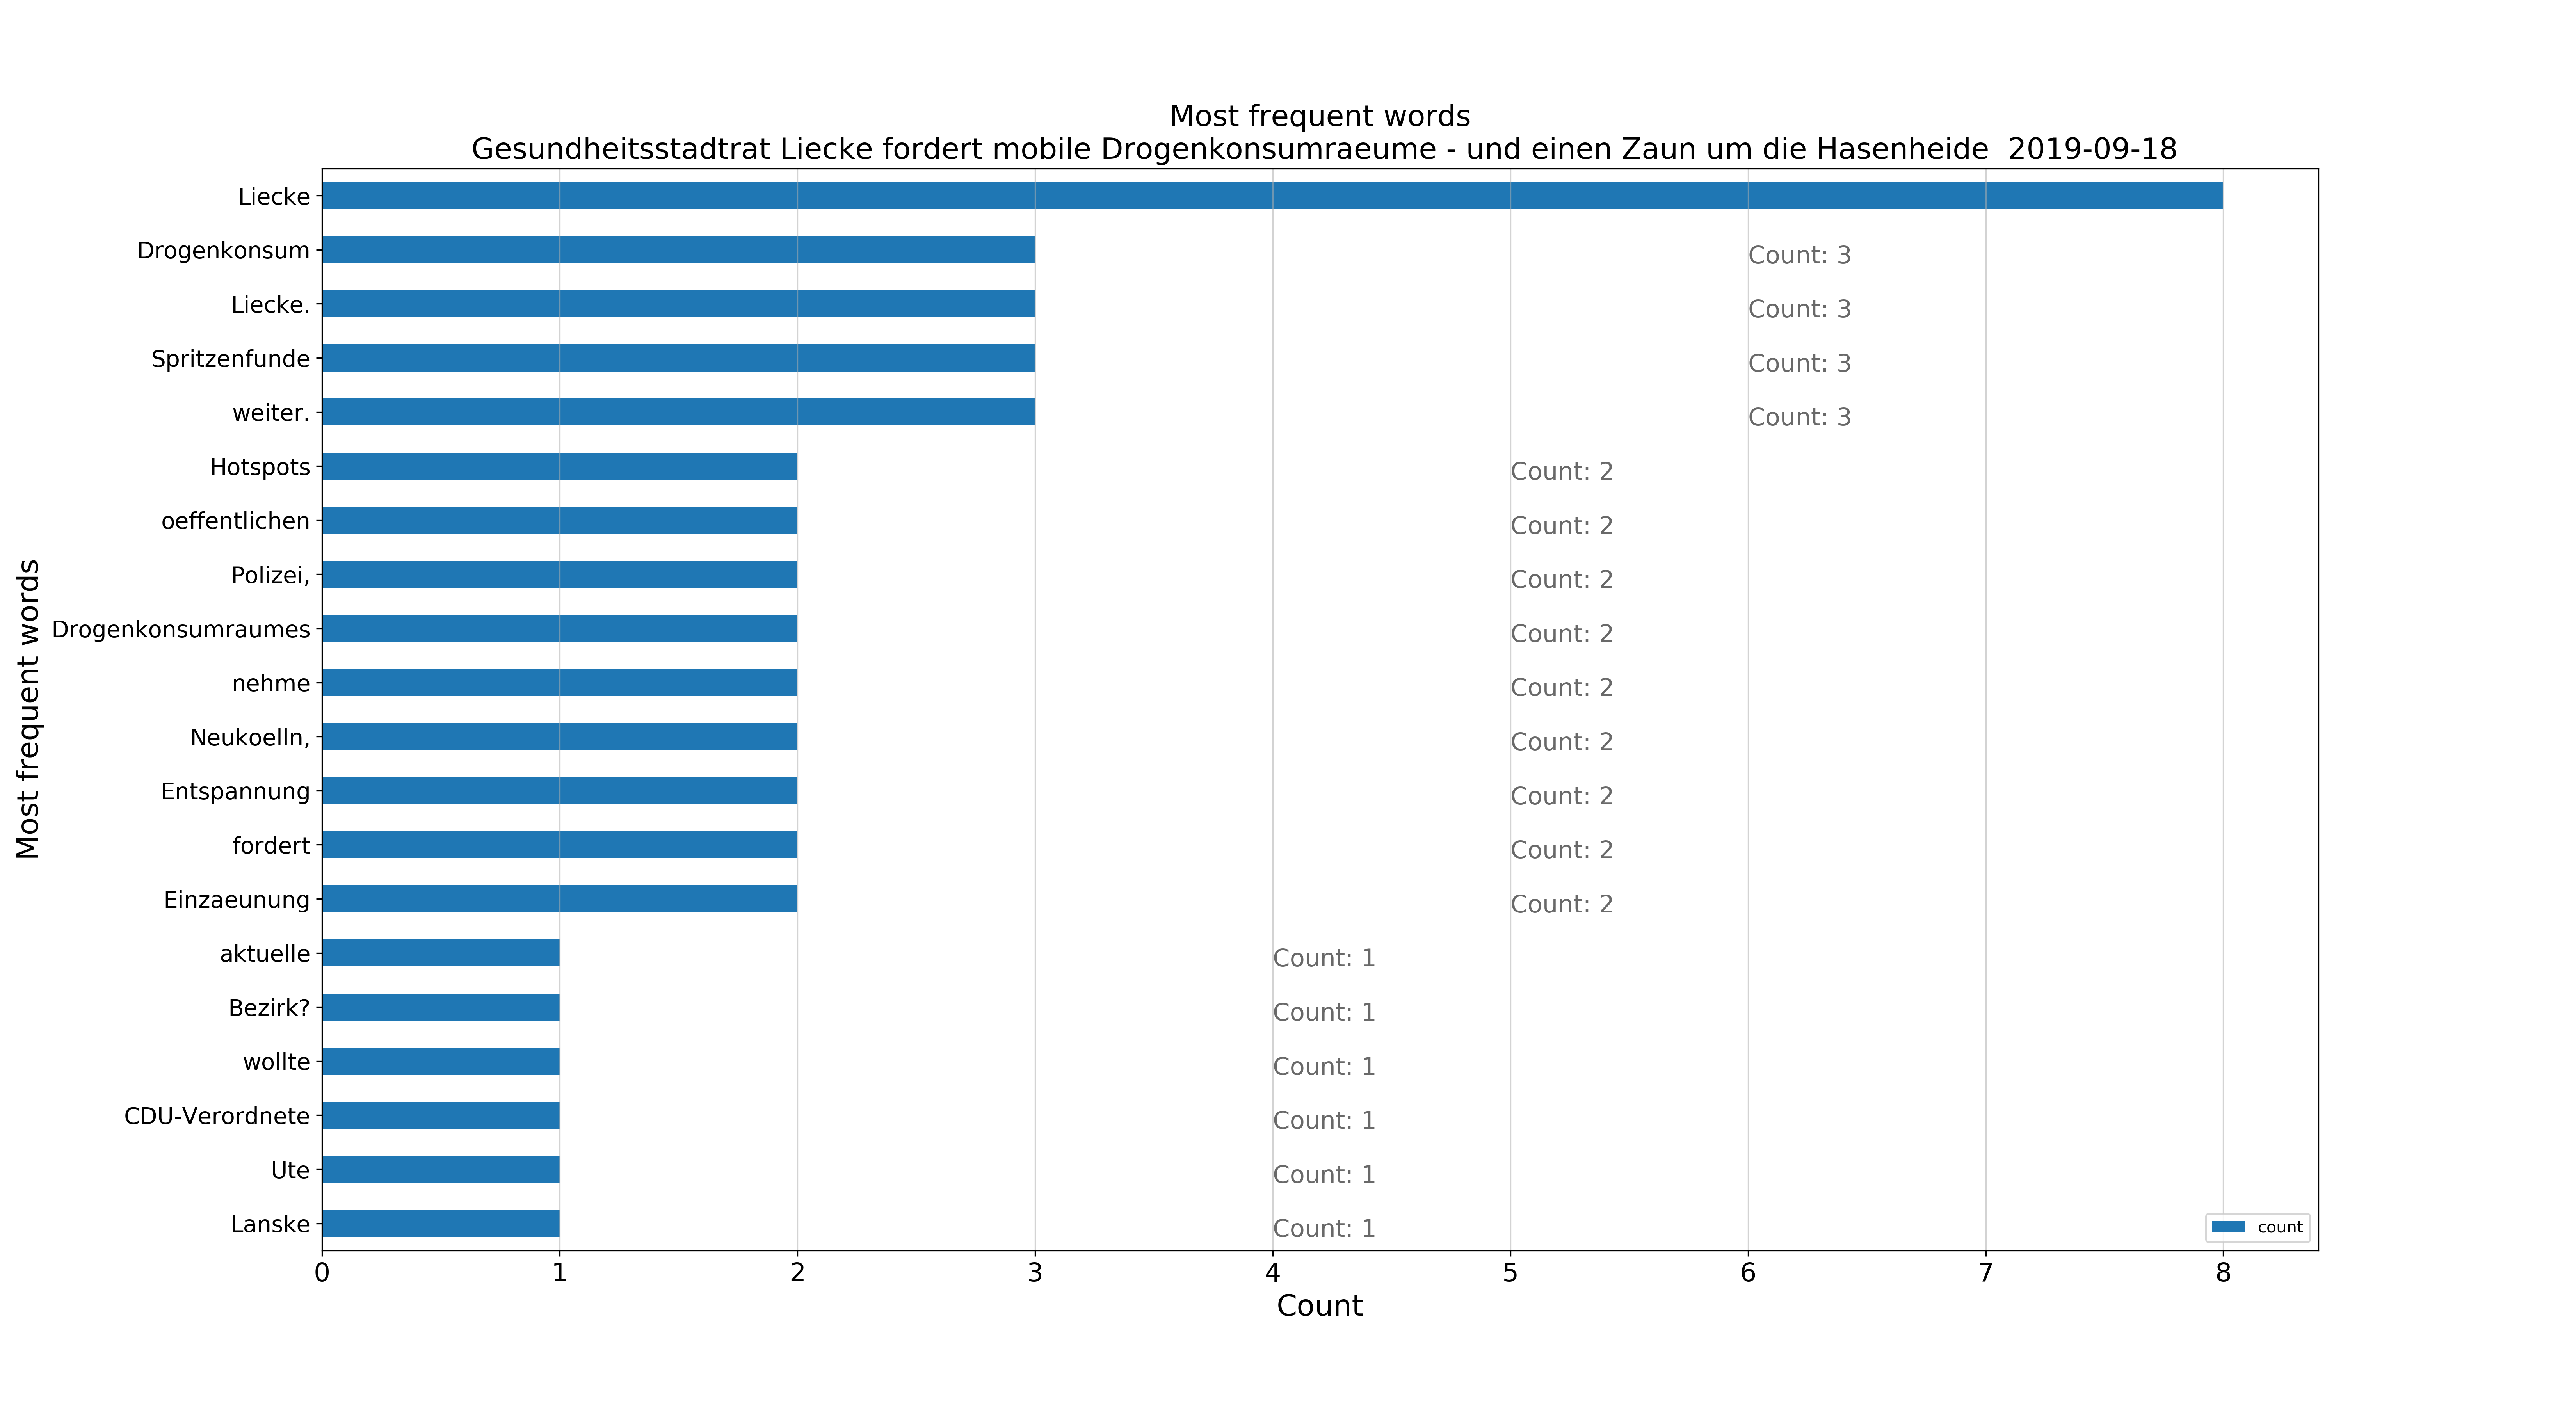 Most frequent words
Gesundheitsstadtrat Liecke fordert mobile Drogenkonsumraeume - und einen Zaun um die Hasenheide  2019-09-18
Most frequent words
Liecke
Drogenkonsum Count: 3
Liecke. Count: 3
Spritzenfunde Count: 3
weiter. Count: 3
Hotspots Count: 2
oeffentlichen Count: 2
Polizei, Count: 2
Drogenkonsumraumes Count: 2
nehme Count: 2
Neukoelln, Count: 2
Entspannung Count: 2
fordert Count: 2
Einzaeunung Count: 2
aktuelle Count: 1
Bezirk? Count: 1
wollte Count: 1
CDU-Verordnete Count: 1
Ute Count: 1
Lanske Count: 1
count
0 1 2 3 4 5 6 7 8
Count